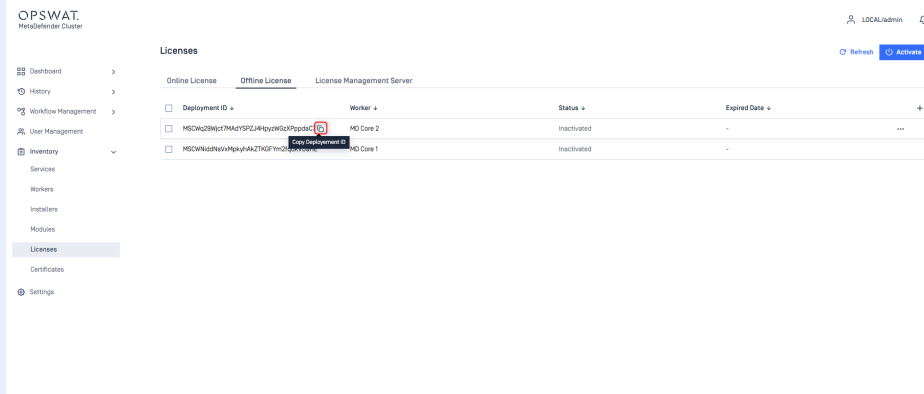 OPSWAT.
MetaDefender Cluster
LOCAL/admin
Licenses
Refresh
Activate
Dashboard
Online License Offline License License Management Server
History
Workflow Management
Deployment ID Worker Status Expired Date
User Management
MD Core 2 Inactivated -
Copy Deployement ID
Inventory
MD Core 1 Inactivated -
Services
Workers
Installers
Modules
Licenses
Certificates
Settings